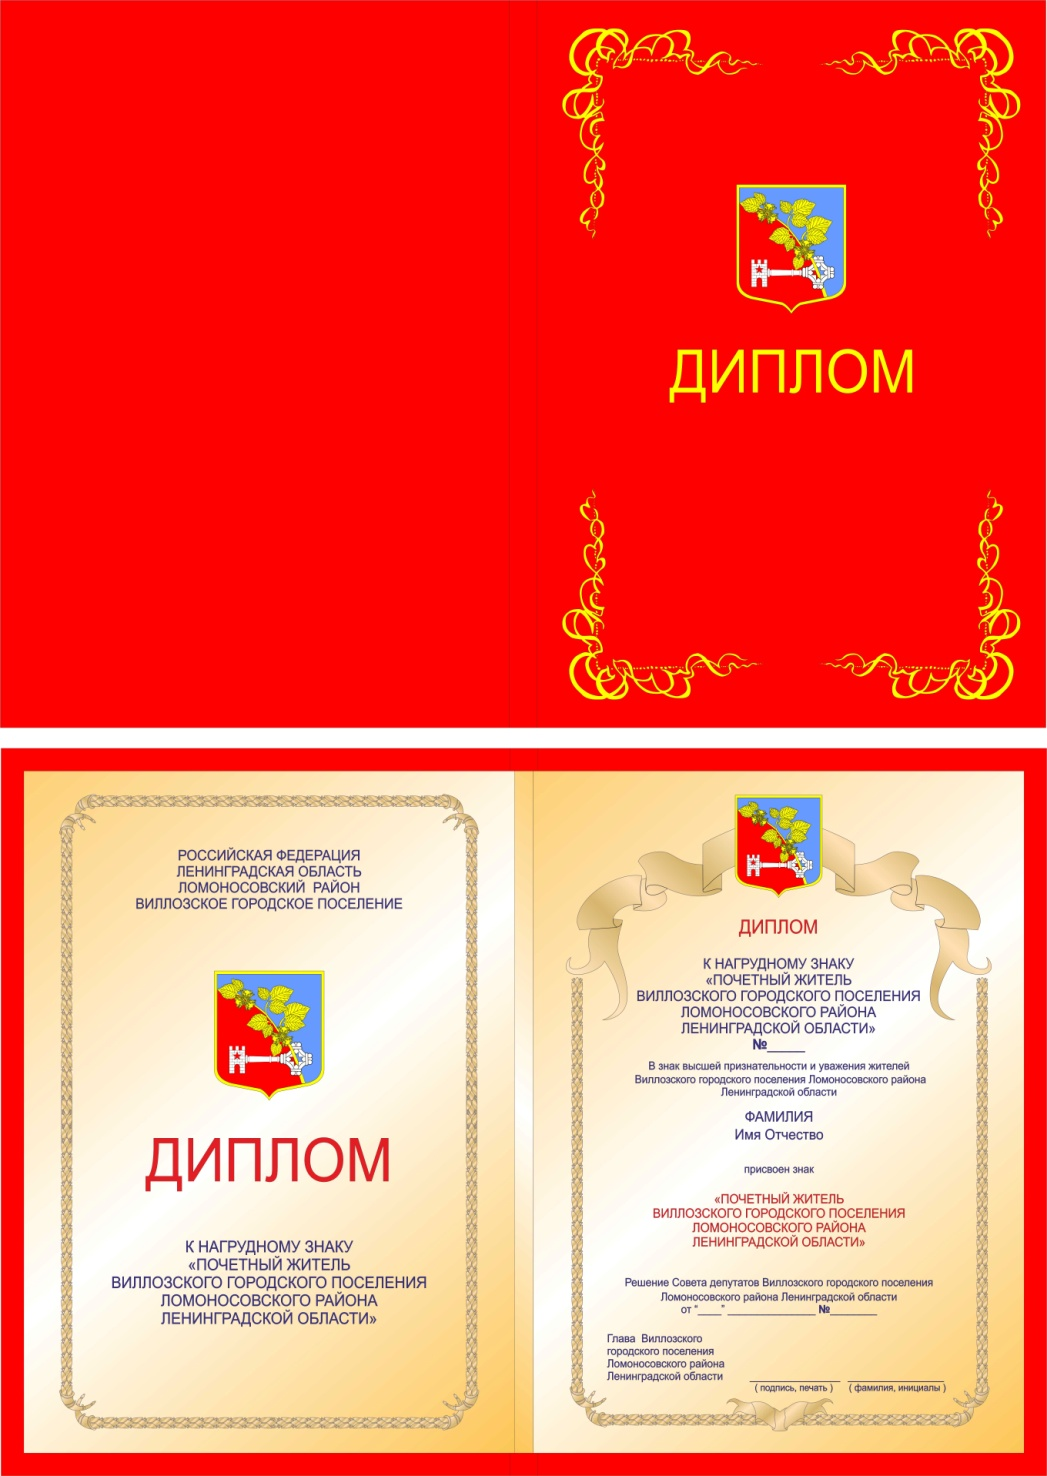 ДИПЛОМ
РОССИЙСКАЯ ФЕДЕРАЦИЯ
ЛЕНИНГРАДСКАЯ ОБЛАСТЬ
ЛОМОНОСОВСКИЙ РАЙОН
ВИЛЛОЗСКОЕ ГОРОДСКОЕ ПОСЕЛЕНИЕ
ДИПЛОМ
К НАГРУДНОМУ ЗНАКУ
«ПОЧЕТНЫЙ ЖИТЕЛЬ
ВИЛЛОЗСКОГО ГОРОДСКОГО ПОСЕЛЕНИЯ
ЛОМОНОСОВСКОГО РАЙОНА
ЛЕНИНГРАДСКОЙ ОБЛАСТИ»
ДИПЛОМ
К НАГРУДНОМУ ЗНАКУ
«ПОЧЕТНЫЙ ЖИТЕЛЬ
ВИЛЛОЗСКОГО ГОРОДСКОГО ПОСЕЛЕНИЯ
ЛОМОНОСОВСКОГО РАЙОНА
ЛЕНИНГРАДСКОЙ ОБЛАСТИ»
№_____
В знак высшей признательности и уважения жителей
Виллозского городского поселения Ломоносовского района
Ленинградской области
ФАМИЛИЯ
Имя Отчество
присвоен знак
«ПОЧЕТНЫЙ ЖИТЕЛЬ
ВИЛЛОЗСКОГО ГОРОДСКОГО ПОСЕЛЕНИЯ
ЛОМОНОСОВСКОГО РАЙОНА
ЛЕНИНГРАДСКОЙ ОБЛАСТИ»
Решение Совета депутатов Виллозского городского поселения
Ломоносовского района Ленинградской области
от "____" _______________ №________
Глава Виллозского
городского поселения
Ломоносовского района
Ленинградской области ________________ ________________
( подпись, печать ) ( фамилия, инициалы )